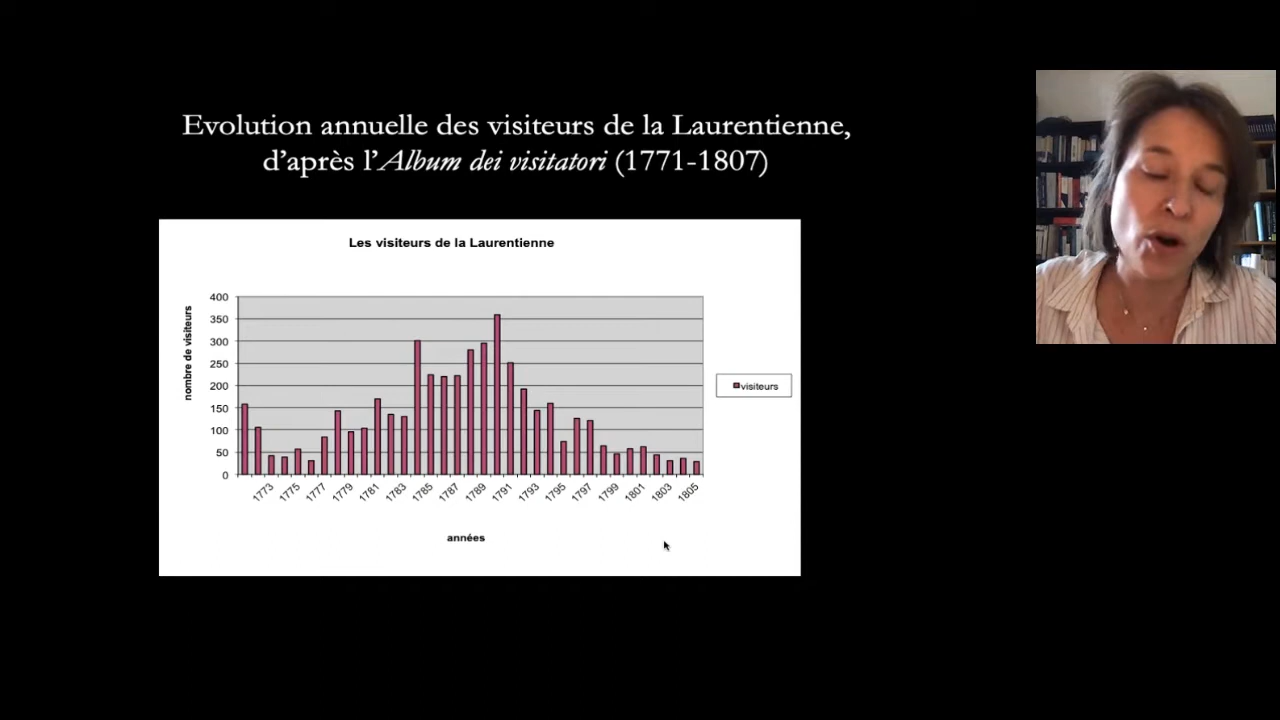 Evolution annuelle des visiteurs de la Laurentienne,
d'après l'Album dei visitatori (1771-1807)
Les visiteurs de la Laurentienne
nombre de visiteurs
400
350
300
250
200
150
100
50
0
1773 1775 1777 1779 1781 1783 1785 1787 1789 1791 1793 1795 1797 1799 1801 1803 1805
années
visiteurs